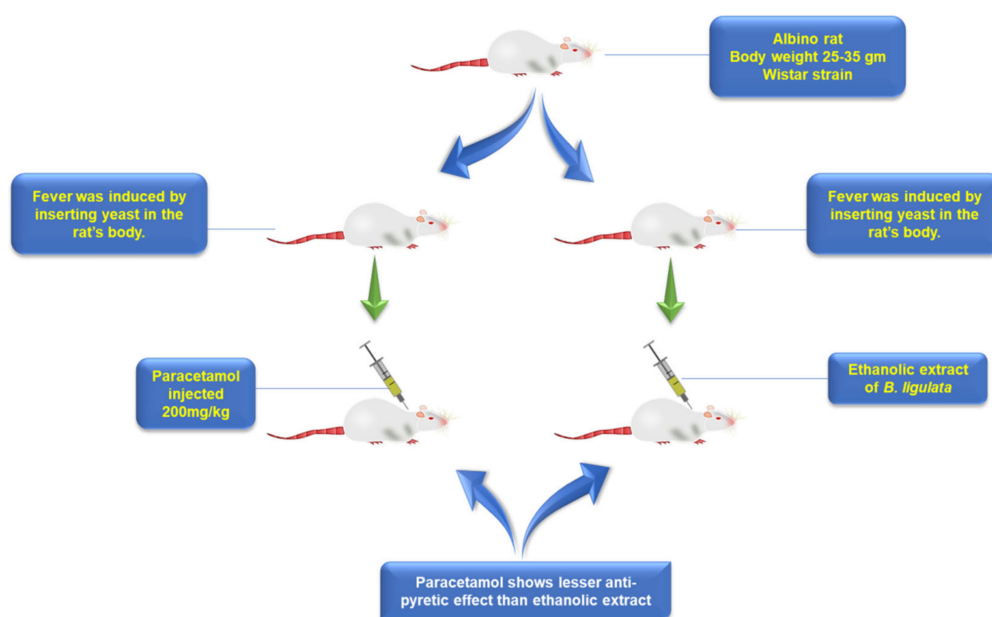 Albino rat
Body weight 25-35 gm
Wistar strain
Fever was induced by
inserting yeast in the
rat's body.
Fever was induced by
inserting yeast in the
rat's body.
Paracetamol
injected
200mg/kg
Ethanolic extract
of B. ligulata
Paracetamol shows lesser anti-
pyretic effect than ethanolic extract